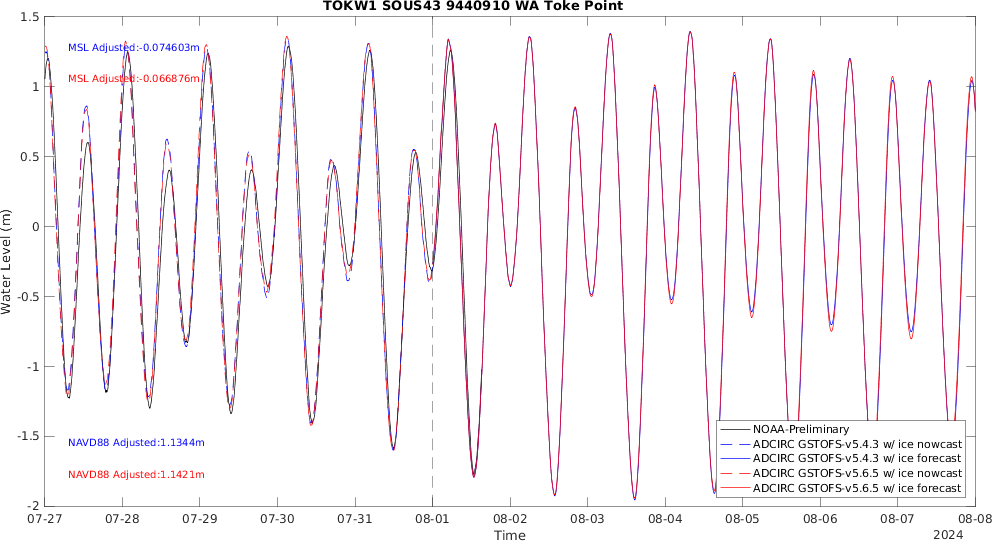 TOKW1 SOUS43 9440910 WA Toke Point
MSL Adjusted:-0.074603m
MSL Adjusted:-0.066876m
NAVD88 Adjusted:1.1344m
NAVD88 Adjusted:1.1421m
Water Level (m)
1.5
1
0.5
0
-0.5
-1
-1.5
-2
NOAA-Preliminary
ADCIRC GSTOFS-v5.4.3 w/ ice nowcast
ADCIRC GSTOFS-v5.4.3 w/ ice forecast
ADCIRC GSTOFS-v5.6.5 w/ ice nowcast
ADCIRC GSTOFS-v5.6.5 w/ ice forecast
07-27 07-28 07-29 07-30 07-31 08-01 08-02 08-03 08-04 08-05 08-06 08-07 08-08
Time
2024